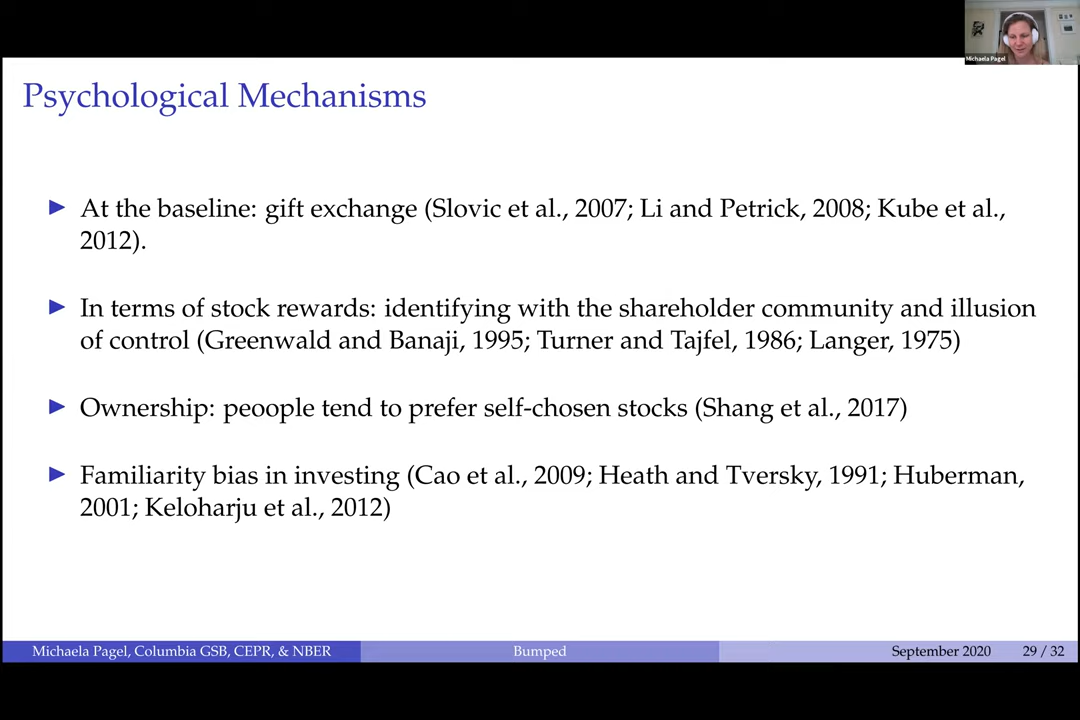 Michaela Pagel
Psychological Mechanisms
At the baseline: gift exchange (Slovic et al., 2007; Li and Petrick, 2008; Kube et al.,
2012).
In terms of stock rewards: identifying with the shareholder community and illusion
of control (Greenwald and Banaji, 1995; Turner and Tajfel, 1986; Langer, 1975)
Ownership: peoople tend to prefer self-chosen stocks (Shang et al., 2017)
Familiarity bias in investing (Cao et al., 2009; Heath and Tversky, 1991; Huberman,
2001; Keloharju et al., 2012)
Michaela Pagel, Columbia GSB, CEPR, & NBER Bumped September 2020 29 / 32